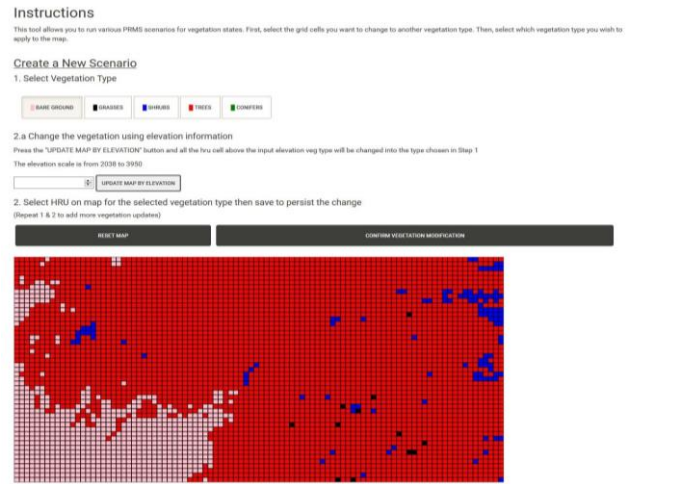 Instructions
This tool allows you to run various PRMS scenarios for vegetation states. First, select the grid cells you want to change to another vegetation type. Then, select which vegetation type you wish to
apply to the map.
Create a New Scenario
1. Select Vegetation Type
BARE GROUND GRASSES SHRUBS TREES CONIFERS
2.a Change the vegetation using elevation information
Press the "UPDATE MAP BY ELEVATION" button and all the hru cell above the input elevation veg type will be changed into the type chosen in Step 1
The elevation scale is from 2038 to 3950
UPDATE MAP BY ELEVATION
2. Select HRU on map for the selected vegetation type then save to persist the change
(Repeat 1 & 2 to add more vegetation updates)
RESET MAP CONFIRM VEGETATION MODIFICATION